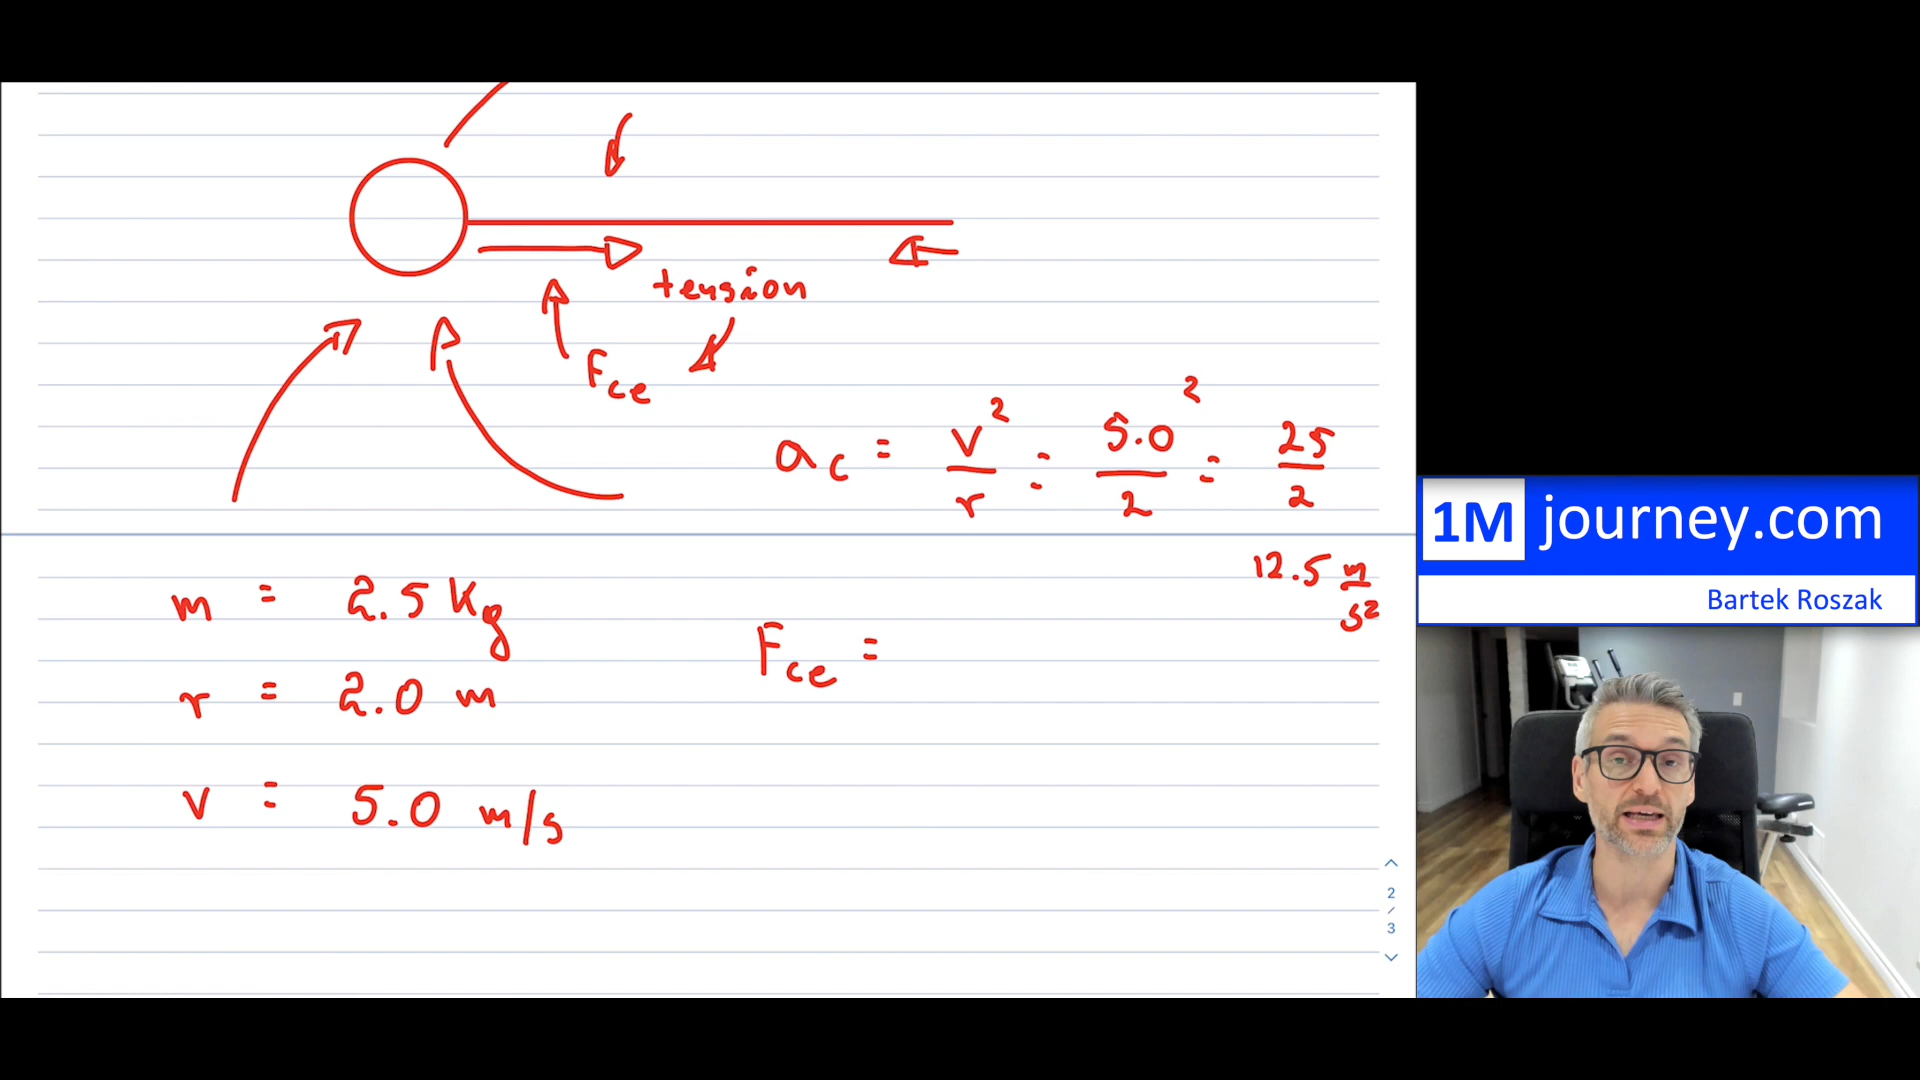 tension
Fce
ac = v²/r = 5.0²/2 = 25/2
12.5 m/s²
m = 2.5 kg
Fce =
r = 2.0 m
v = 5.0 m/s
2
/
3
1M journey.com
Bartek Roszak